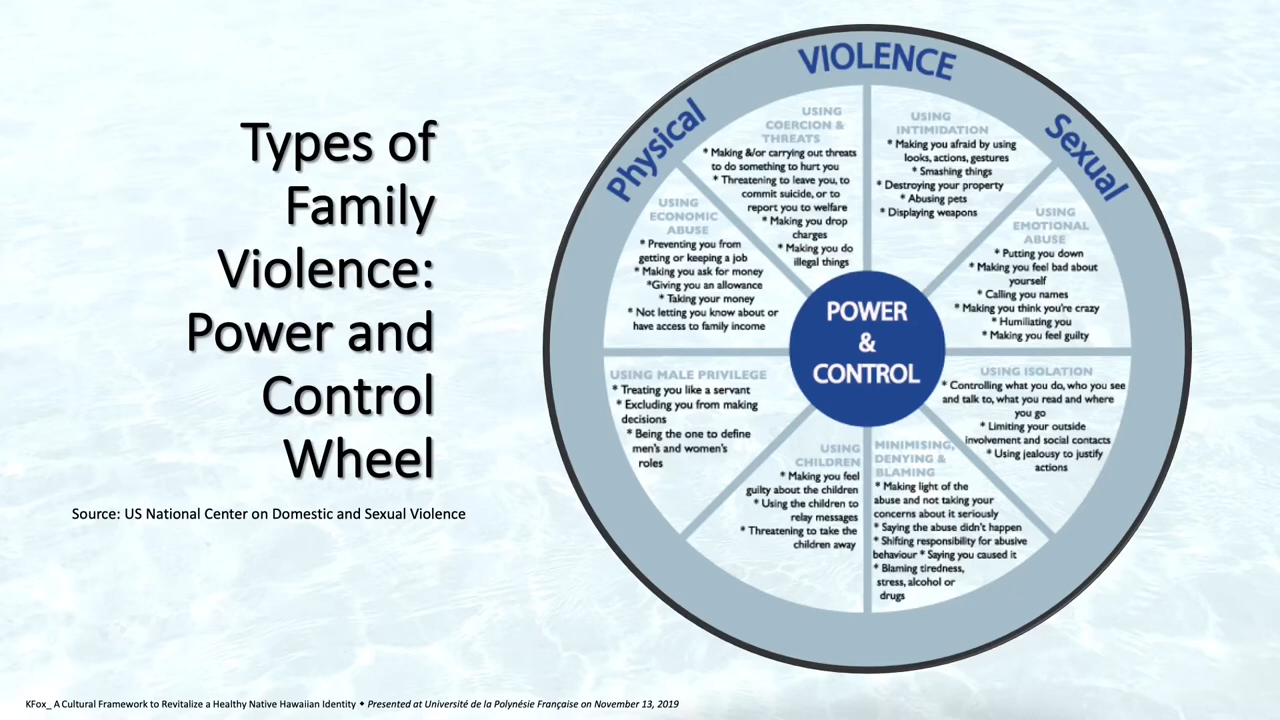 Types of
Family
Violence:
Power and
Control
Wheel
Source: US National Center on Domestic and Sexual Violence
VIOLENCE
Physical
Sexual
USING
COERCION &
THREATS
* Making &/or carrying out threats
to do something to hurt you
* Threatening to leave you, to
commit suicide, or to
report you to welfare
* Making you drop
charges
* Making you do
illegal things
USING
INTIMIDATION
* Making you afraid by using
looks, actions, gestures
* Smashing things
* Destroying your property
* Abusing pets
* Displaying weapons
USING
ECONOMIC
ABUSE
* Preventing you from
getting or keeping a job
* Making you ask for money
*Giving you an allowance
* Taking your money
* Not letting you know about or
have access to family income
USING
EMOTIONAL
ABUSE
* Putting you down
* Making you feel bad about
yourself
* Calling you names
* Making you think you're crazy
* Humiliating you
* Making you feel guilty
POWER
&
CONTROL
USING MALE PRIVILEGE
* Treating you like a servant
* Excluding you from making
decisions
* Being the one to define
men's and women's
roles
USING ISOLATION
* Controlling what you do, who you see
and talk to, what you read and where
you go
* Limiting your outside
involvement and social contacts
* Using jealousy to justify
actions
USING
CHILDREN
* Making you feel
guilty about the children
* Using the children to
relay messages
* Threatening to take the
children away
MINIMISING,
DENYING &
BLAMING
* Making light of the
abuse and not taking your
concerns about it seriously
* Saying the abuse didn't happen
* Shifting responsibility for abusive
behaviour * Saying you caused it
* Blaming tiredness,
stress, alcohol or
drugs
KFox_ A Cultural Framework to Revitalize a Healthy Native Hawaiian Identity ◆ Presented at Université de la Polynésie Française on November 13, 2019